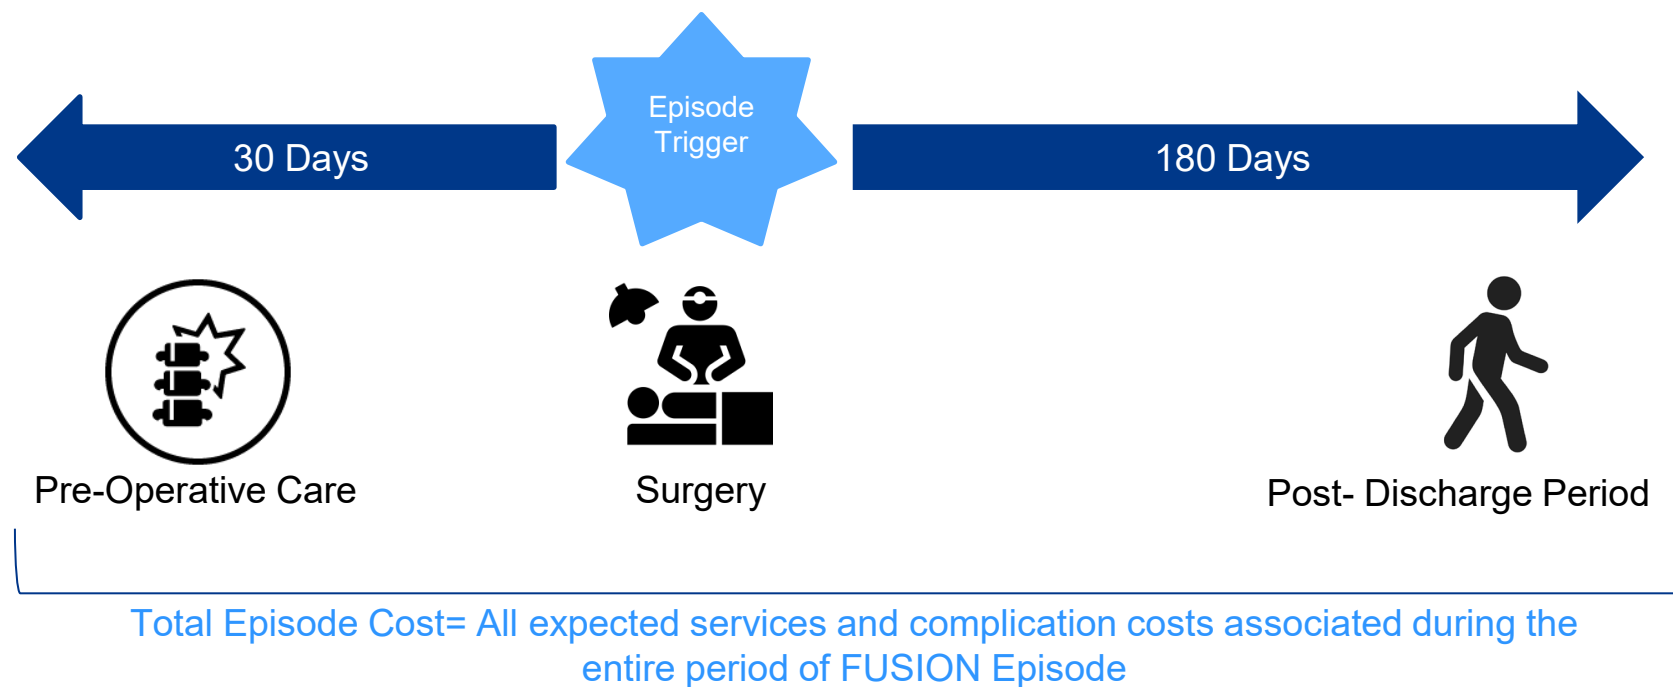 Episode
Trigger
30 Days
180 Days
Pre-Operative Care
Surgery
Post- Discharge Period
Total Episode Cost= All expected services and complication costs associated during the
entire period of FUSION Episode